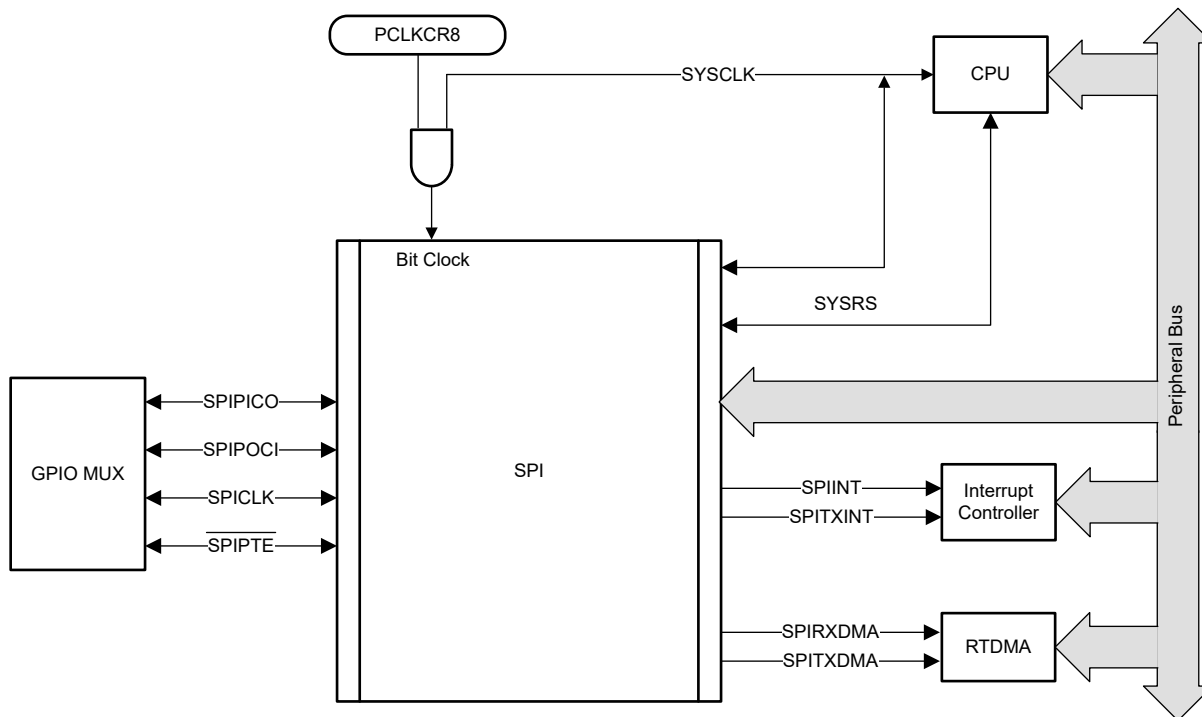 PCLKCR8
SYSCLK
CPU
Bit Clock
SYSRS
Peripheral Bus
GPIO MUX
SPIPICO
SPIPOCI
SPICLK
SPIPTE
SPI
SPIINT
SPITXINT
Interrupt
Controller
SPIRXDMA
SPITXDMA
RTDMA